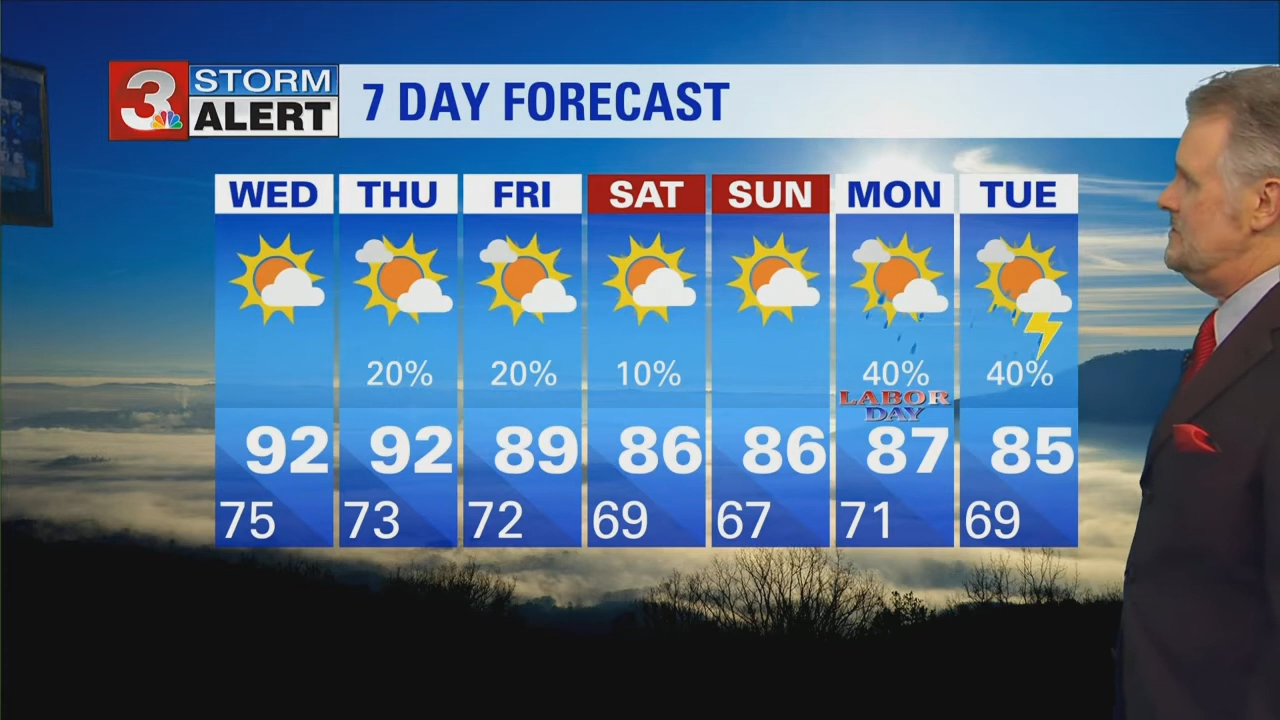 3 STORM
ALERT
7 DAY FORECAST
WED THU FRI SAT SUN MON TUE
20% 20% 10% 40% 40%
LABOR
DAY
92 92 89 86 86 87 85
75 73 72 69 67 71 69